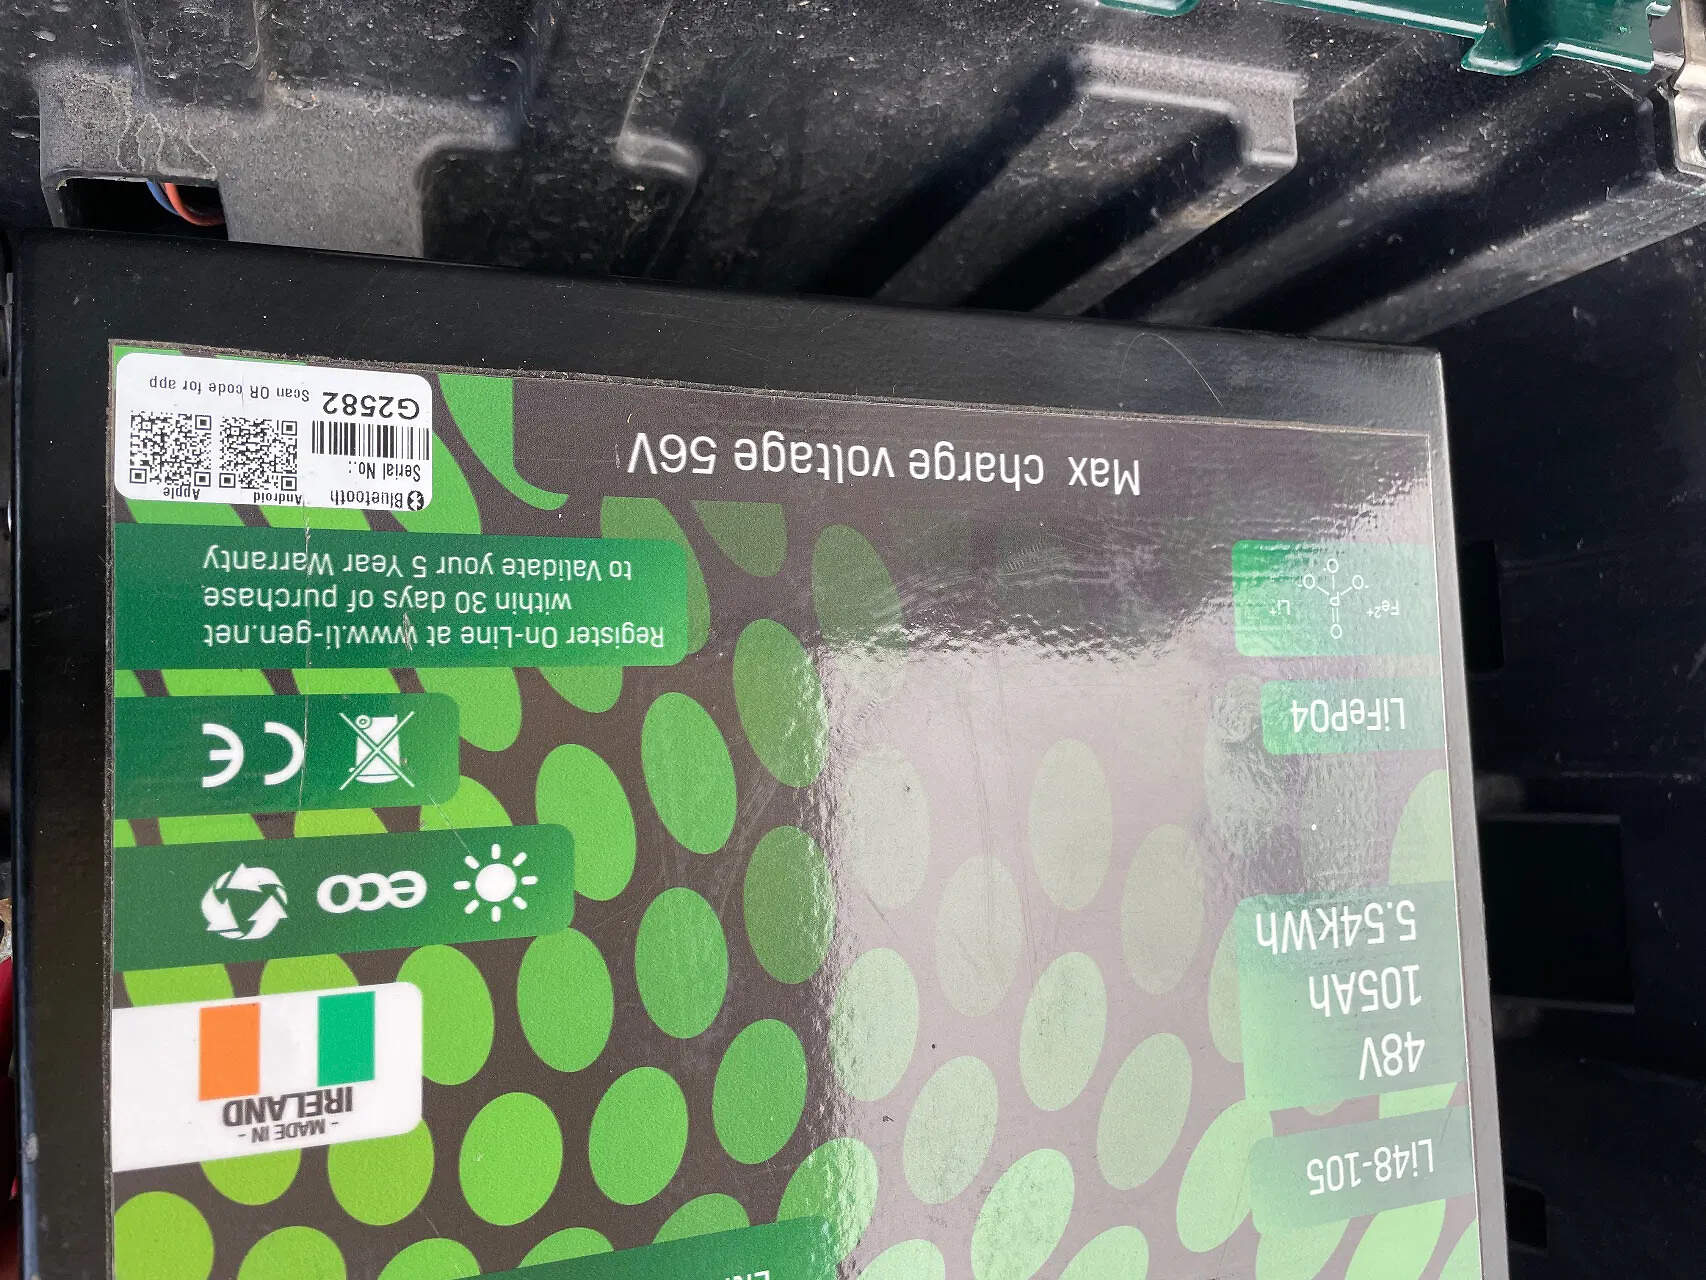 Li48-105
48V
105Ah
5.54kWh
LiFePO4
Fe²⁺
Li⁺
O
P
O⁻
O⁻
O⁻
- MADE IN -
IRELAND
eco
CE
Register On-Line at www.li-gen.net
within 30 days of purchase
to Validate your 5 Year Warranty
Max charge voltage 56V
Bluetooth
Android
Apple
Serial No.:
G2582
Scan QR code for app